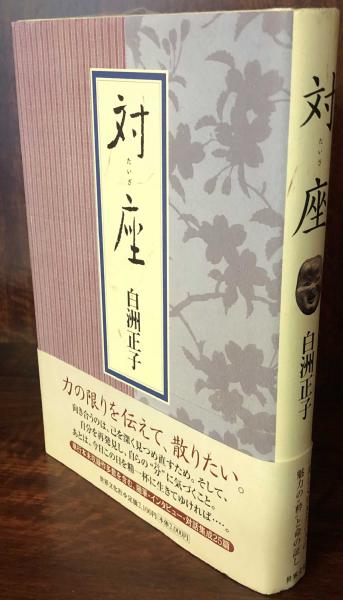 対座
たいざ
白洲正子
力の限りを伝えて、散りたい。
向き合うのは、己を深く見つめ直すため。そして、
自分を再発見し、自らの“分”に気づくこと。
あとは、今日この日を精一杯に生きてゆければ……。
世界文化社
対座
たいざ
白洲正子
魅力の「粋」と命の証し